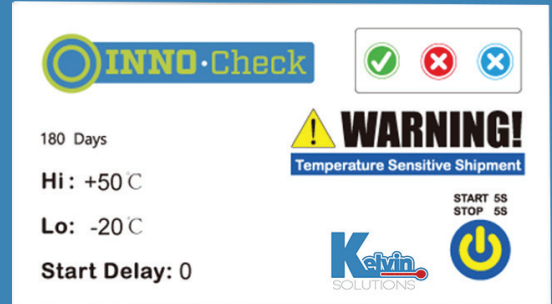 INNO·Check
180 Days
WARNING!
Temperature Sensitive Shipment
Hi: +50℃
START 5S
STOP 5S
Lo: -20℃
Kelvin
SOLUTIONS
Start Delay: 0